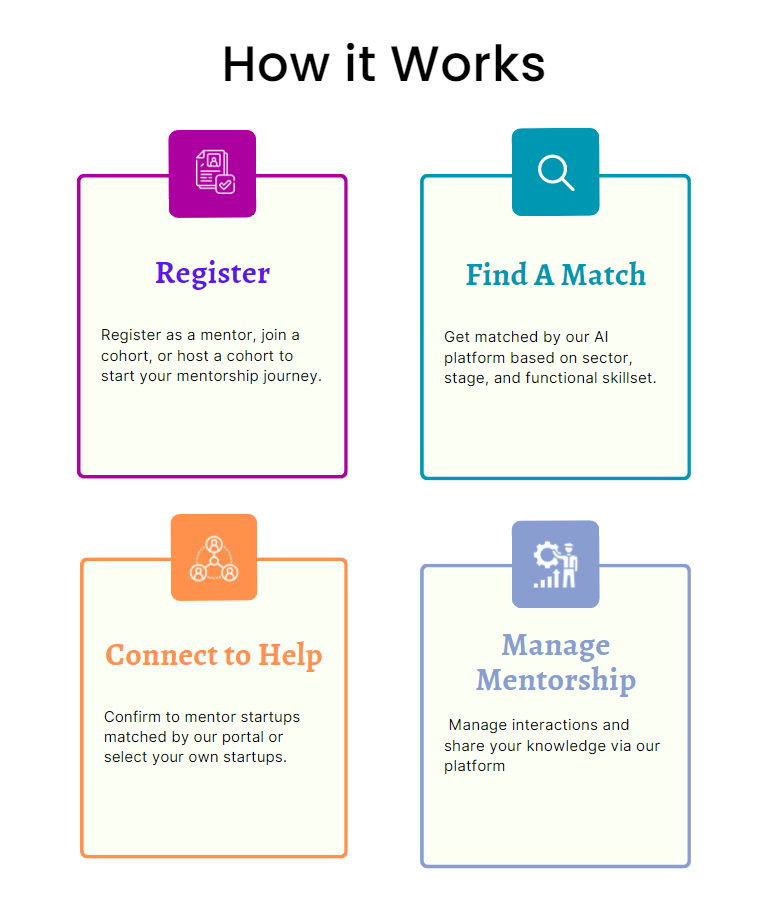 How it Works
Register
Register as a mentor, join a
cohort, or host a cohort to
start your mentorship journey.
Find A Match
Get matched by our AI
platform based on sector,
stage, and functional skillset.
Connect to Help
Confirm to mentor startups
matched by our portal or
select your own startups.
Manage
Mentorship
Manage interactions and
share your knowledge via our
platform